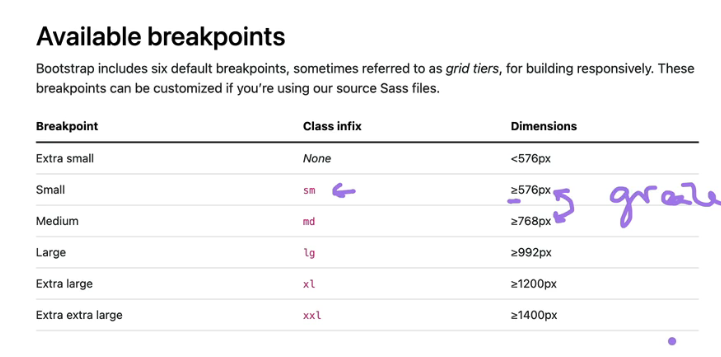 Available breakpoints
Bootstrap includes six default breakpoints, sometimes referred to as grid tiers, for building responsively. These
breakpoints can be customized if you're using our source Sass files.
Breakpoint Class infix Dimensions
Extra small None <576px
Small sm ≥576px
Medium md ≥768px
Large lg ≥992px
Extra large xl ≥1200px
Extra extra large xxl ≥1400px